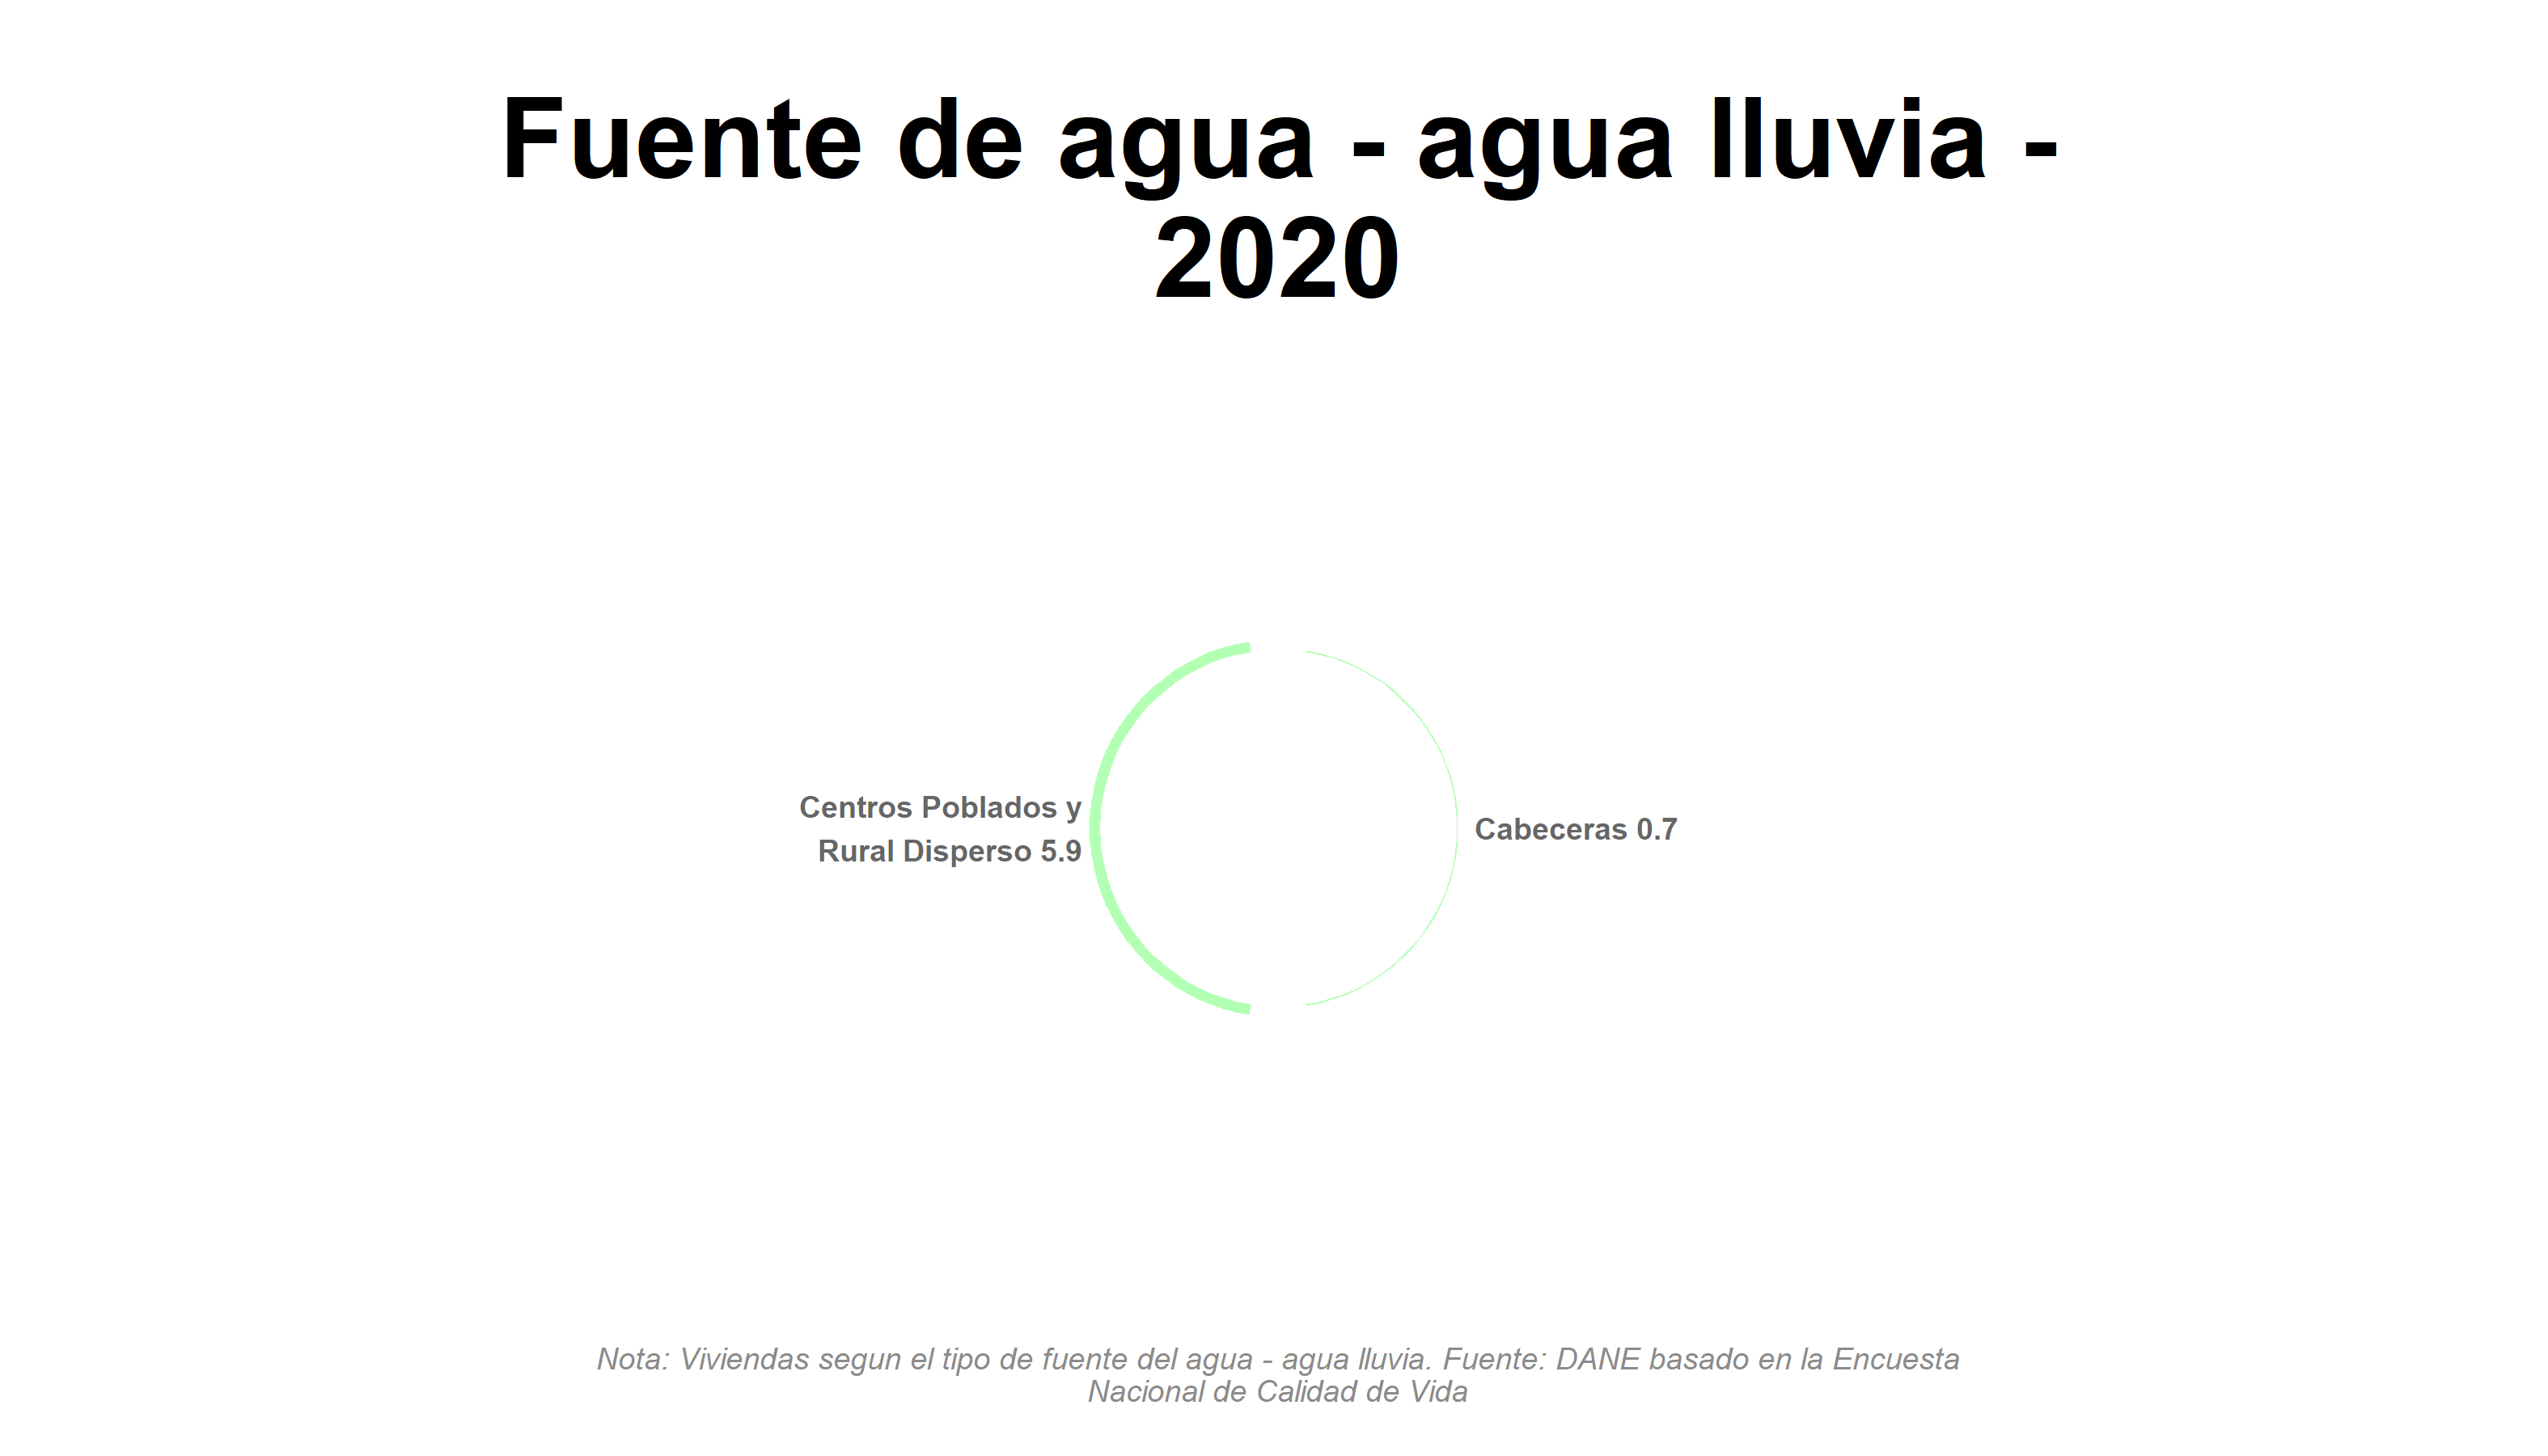 Fuente de agua - agua lluvia -
2020
Centros Poblados y
Rural Disperso 5.9
Cabeceras 0.7
Nota: Viviendas segun el tipo de fuente del agua - agua lluvia. Fuente: DANE basado en la Encuesta
Nacional de Calidad de Vida